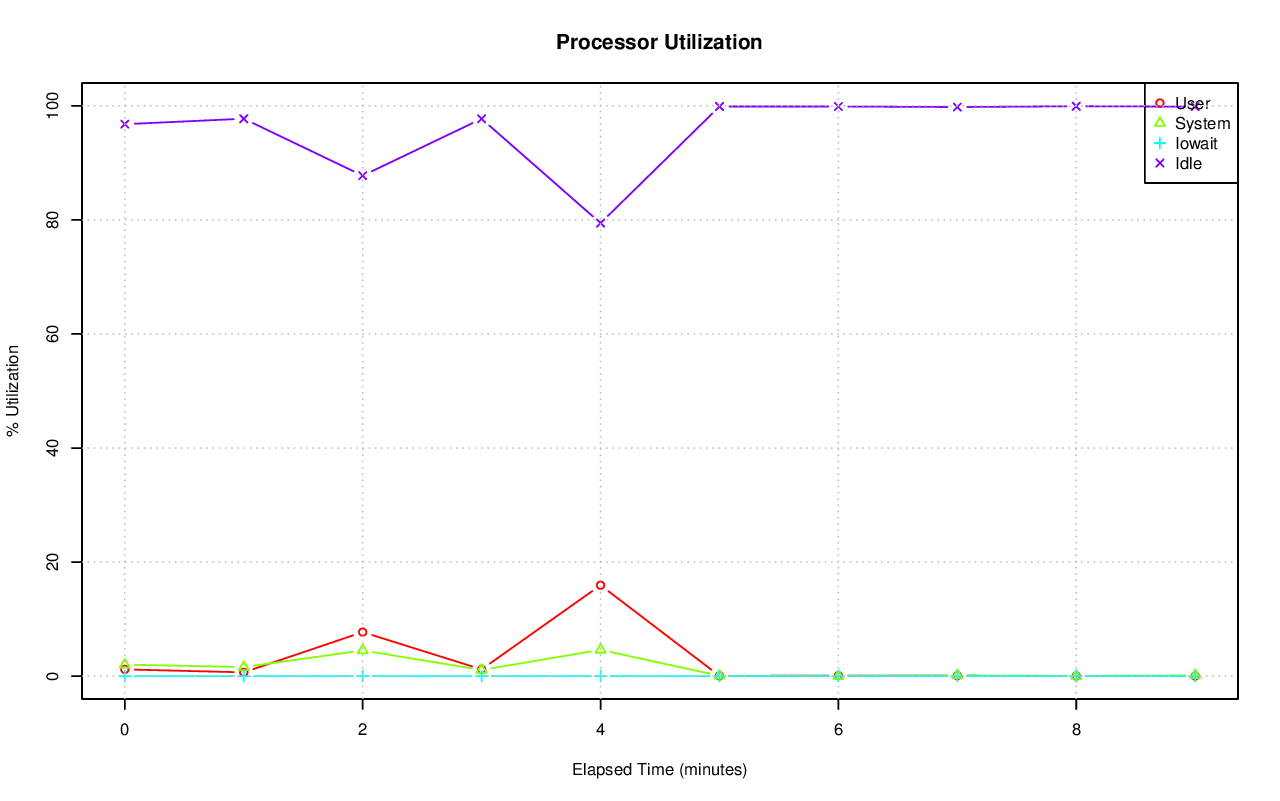 Processor Utilization
100
80
60
40
20
0
% Utilization
User
System
Iowait
Idle
0 2 4 6 8
Elapsed Time (minutes)